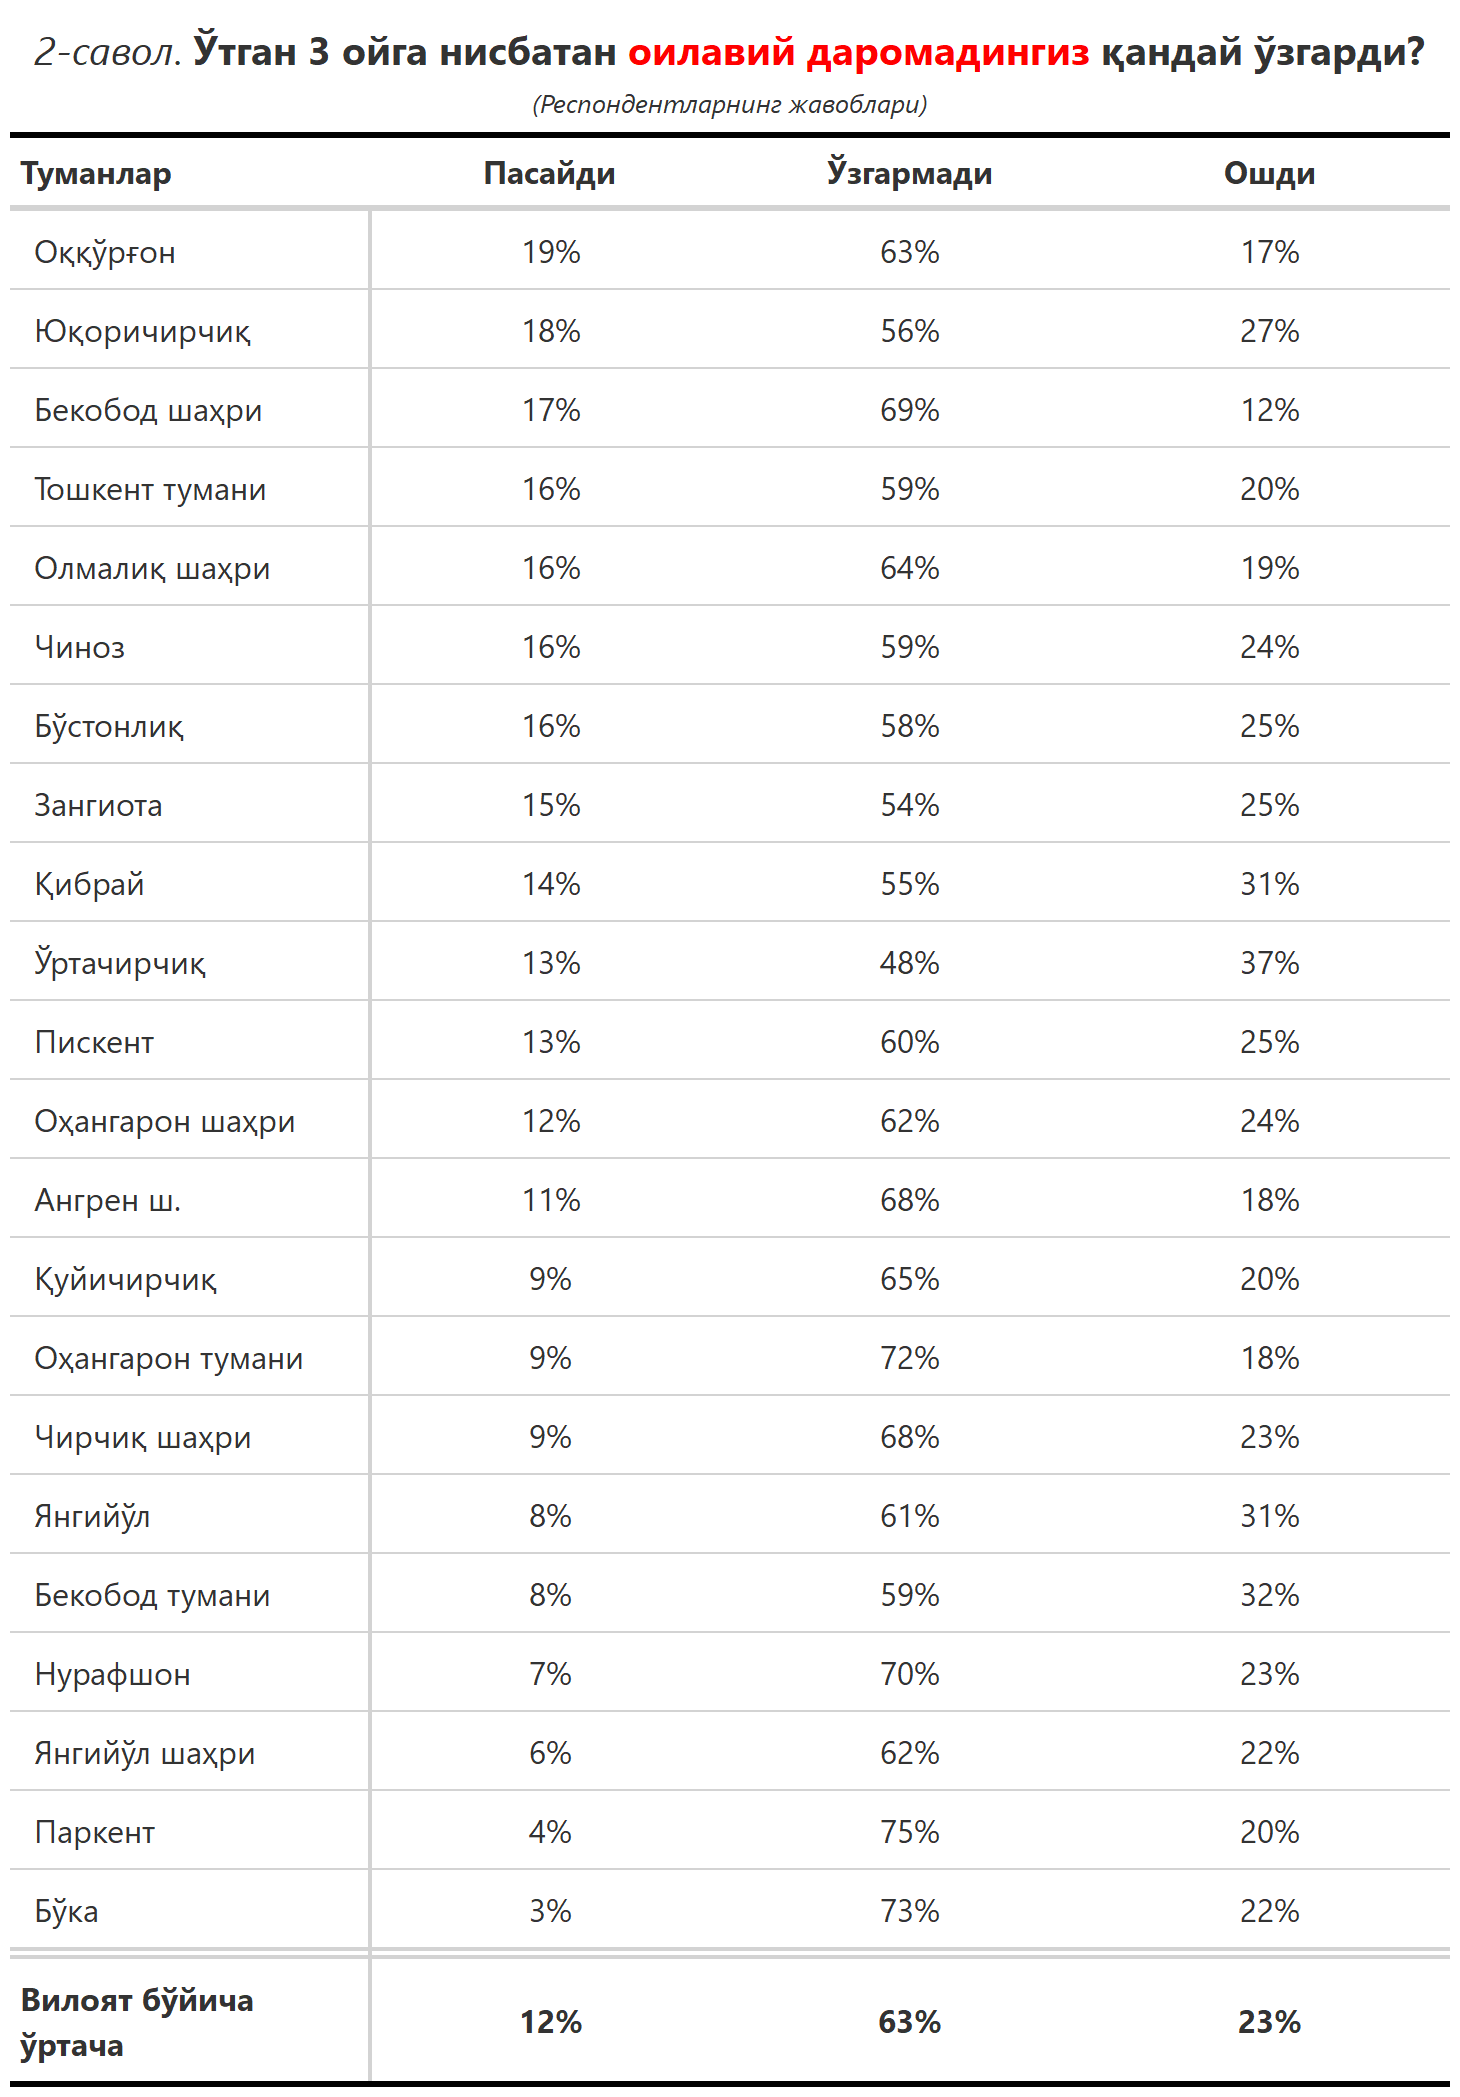 2-савол. Ўтган 3 ойга нисбатан оилавий даромадингиз қандай ўзгарди?
(Респондентларнинг жавоблари)
Туманлар Пасайди Ўзгармади Ошди
Оққўрғон 19% 63% 17%
Юқоричирчиқ 18% 56% 27%
Бекобод шаҳри 17% 69% 12%
Тошкент тумани 16% 59% 20%
Олмалиқ шаҳри 16% 64% 19%
Чиноз 16% 59% 24%
Бўстонлиқ 16% 58% 25%
Зангиота 15% 54% 25%
Қибрай 14% 55% 31%
Ўртачирчиқ 13% 48% 37%
Пискент 13% 60% 25%
Оҳангарон шаҳри 12% 62% 24%
Ангрен ш. 11% 68% 18%
Қуйичирчиқ 9% 65% 20%
Оҳангарон тумани 9% 72% 18%
Чирчиқ шаҳри 9% 68% 23%
Янгийўл 8% 61% 31%
Бекобод тумани 8% 59% 32%
Нурафшон 7% 70% 23%
Янгийўл шаҳри 6% 62% 22%
Паркент 4% 75% 20%
Бўка 3% 73% 22%
Вилоят бўйича
ўртача 12% 63% 23%